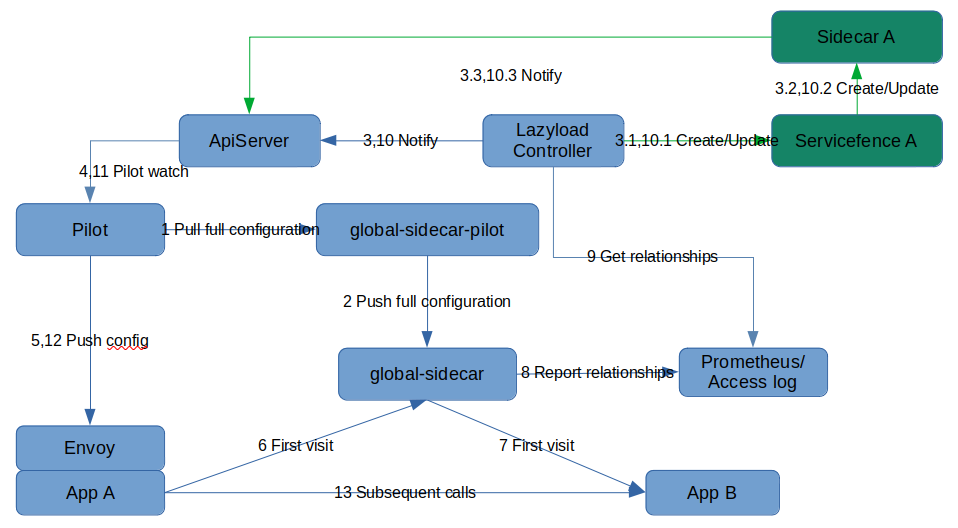 Sidecar A
3.3,10.3 Notify
3.2,10.2 Create/Update
ApiServer
3,10 Notify
Lazyload
Controller
3.1,10.1 Create/Update
Servicefence A
4,11 Pilot watch
Pilot
1 Pull full configuration
global-sidecar-pilot
9 Get relationships
2 Push full configuration
5,12 Push config
global-sidecar
8 Report relationships
Prometheus/
Access log
Envoy
6 First visit
7 First visit
App A
13 Subsequent calls
App B